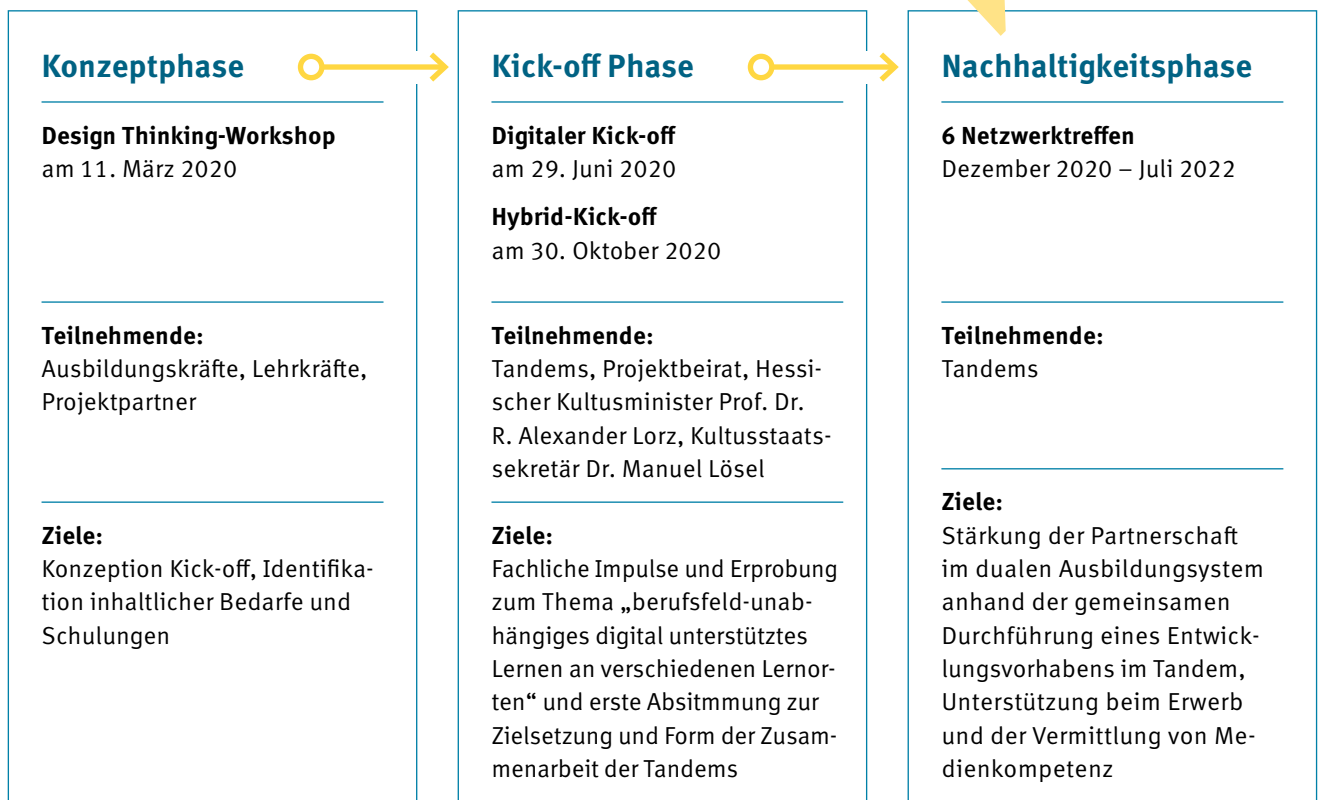 Konzeptphase
Design Thinking-Workshop
am 11. März 2020
Teilnehmende:
Ausbildungskräfte, Lehrkräfte,
Projektpartner
Ziele:
Konzeption Kick-off, Identifika-
tion inhaltlicher Bedarfe und
Schulungen
Kick-off Phase
Digitaler Kick-off
am 29. Juni 2020
Hybrid-Kick-off
am 30. Oktober 2020
Teilnehmende:
Tandems, Projektbeirat, Hessi-
scher Kultusminister Prof. Dr.
R. Alexander Lorz, Kultusstaats-
sekretär Dr. Manuel Lösel
Ziele:
Fachliche Impulse und Erprobung
zum Thema „berufsfeld-unab-
hängiges digital unterstütztes
Lernen an verschiedenen Lernor-
ten“ und erste Absitmmung zur
Zielsetzung und Form der Zusam-
menarbeit der Tandems
Nachhaltigkeitsphase
6 Netzwerktreffen
Dezember 2020 – Juli 2022
Teilnehmende:
Tandems
Ziele:
Stärkung der Partnerschaft
im dualen Ausbildungsystem
anhand der gemeinsamen
Durchführung eines Entwick-
lungsvorhabens im Tandem,
Unterstützung beim Erwerb
und der Vermittlung von Me-
dienkompetenz